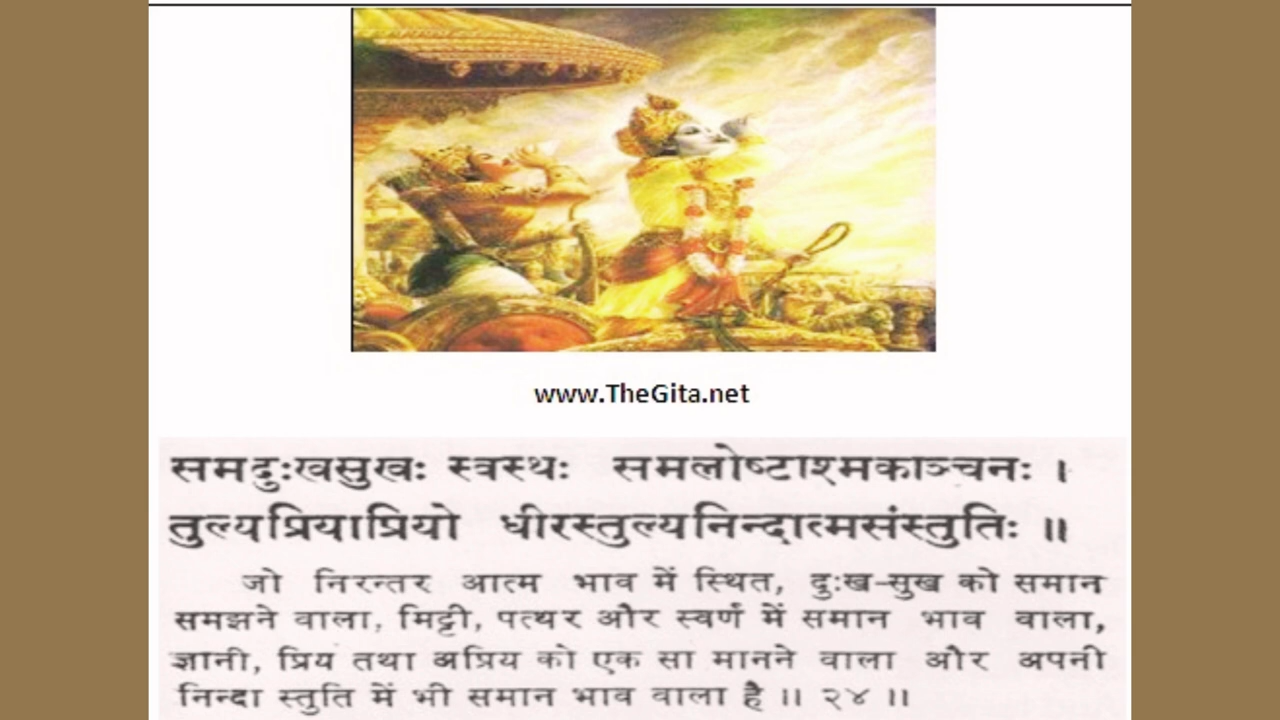 www.TheGita.net
समदुःखसुखः स्वस्थः समलोष्टाश्मकाञ्चनः ।
तुल्यप्रियाप्रियो धीरस्तुल्यनिन्दात्मसंस्तुतिः ॥
जो निरन्तर आत्म भाव में स्थित, दुःख-सुख को समान
समझने वाला, मिट्टी, पत्थर और स्वर्ण में समान भाव वाला,
ज्ञानी, प्रिय तथा अप्रिय को एक सा मानने वाला और अपनी
निन्दा स्तुति में भी समान भाव वाला है ॥ २४ ॥